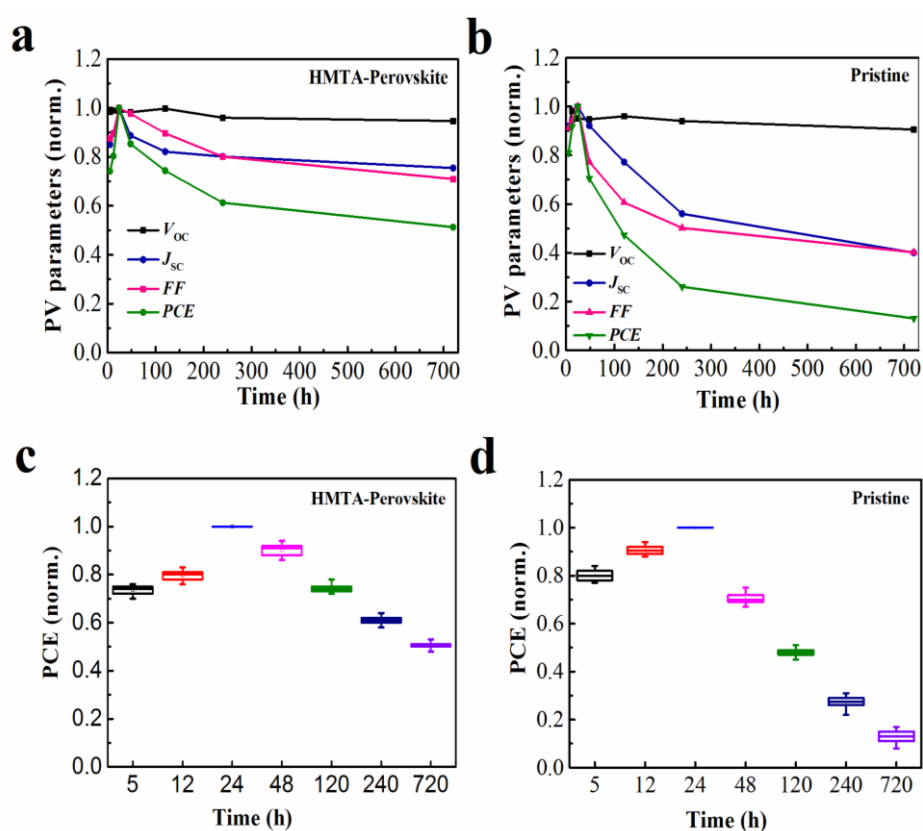 a
HMTA-Perovskite
PV parameters (norm.)
1.2
1.0
0.8
0.6
0.4
0.2
0.0
VOC
JSC
FF
PCE
0 100 200 300 400 500 600 700
Time (h)
b
Pristine
PV parameters (norm.)
1.2
1.0
0.8
0.6
0.4
0.2
0.0
VOC
JSC
FF
PCE
0 100 200 300 400 500 600 700
Time (h)
c
HMTA-Perovskite
PCE (norm.)
1.2
1.0
0.8
0.6
0.4
0.2
0.0
5 12 24 48 120 240 720
Time (h)
d
Pristine
PCE (norm.)
1.2
1.0
0.8
0.6
0.4
0.2
0.0
5 12 24 48 120 240 720
Time (h)